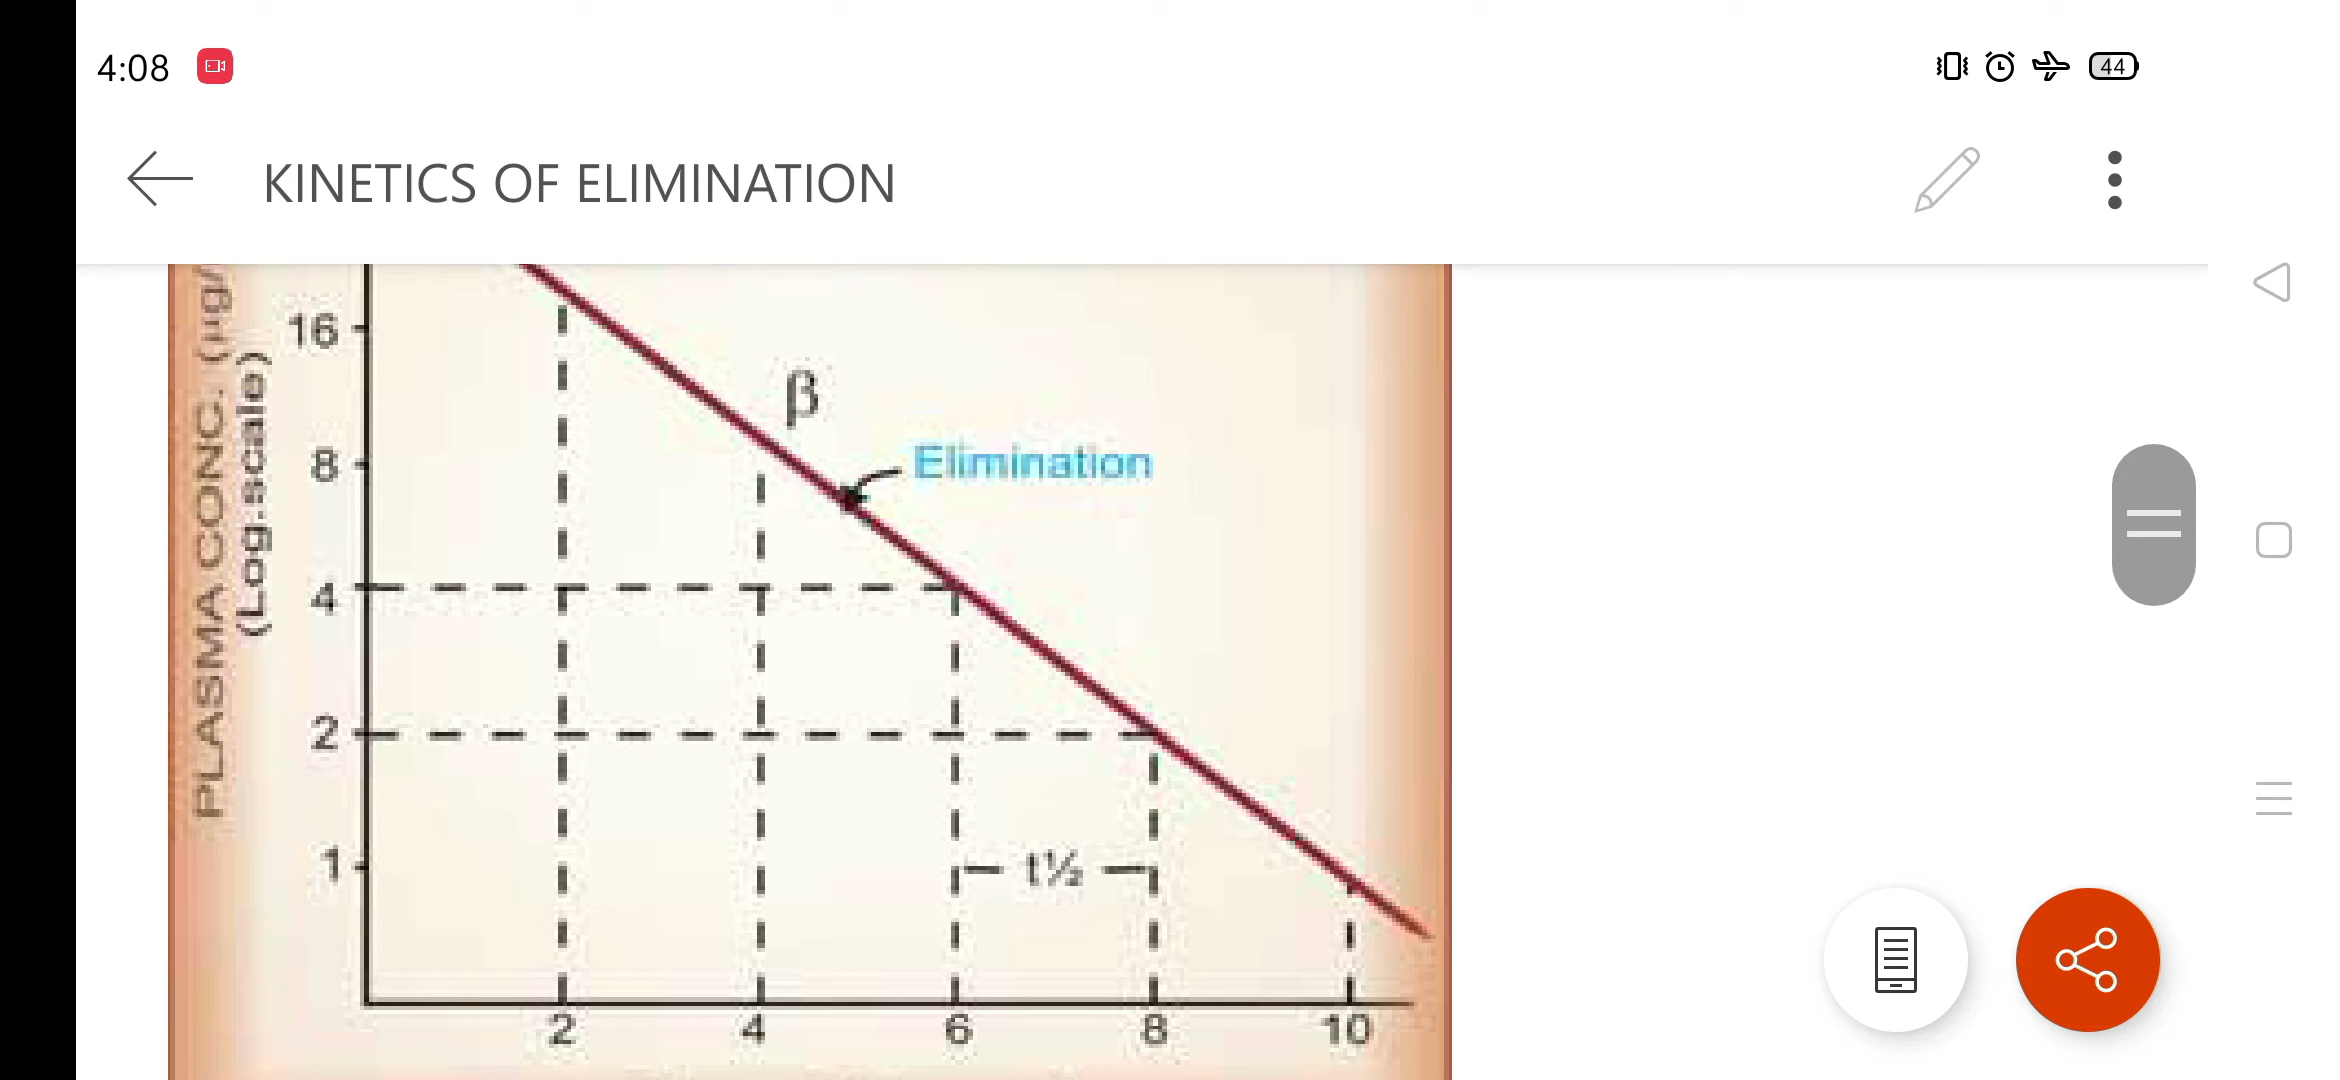 4:08
44
KINETICS OF ELIMINATION
PLASMA CONC. (µg/
(Log.scale)
16
8
4
2
1
β
Elimination
t½
2 4 6 8 10